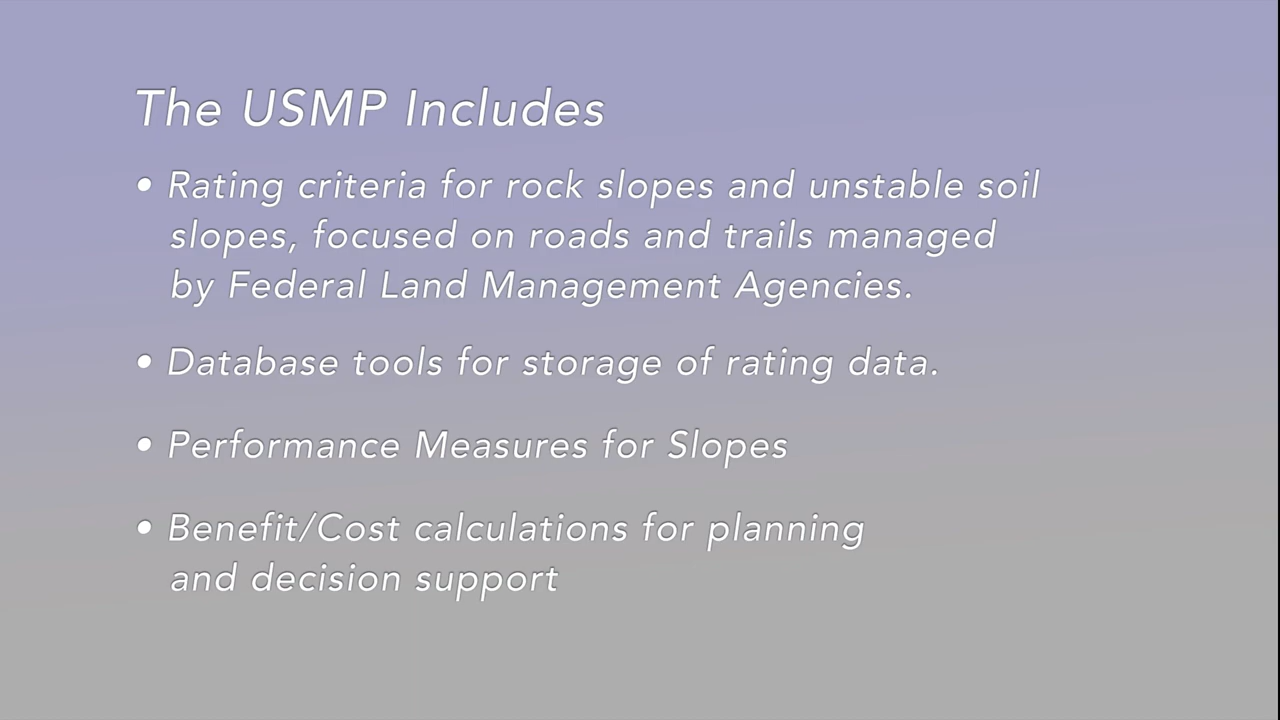 The USMP Includes
• Rating criteria for rock slopes and unstable soil
slopes, focused on roads and trails managed
by Federal Land Management Agencies.
• Database tools for storage of rating data.
• Performance Measures for Slopes
• Benefit/Cost calculations for planning
and decision support